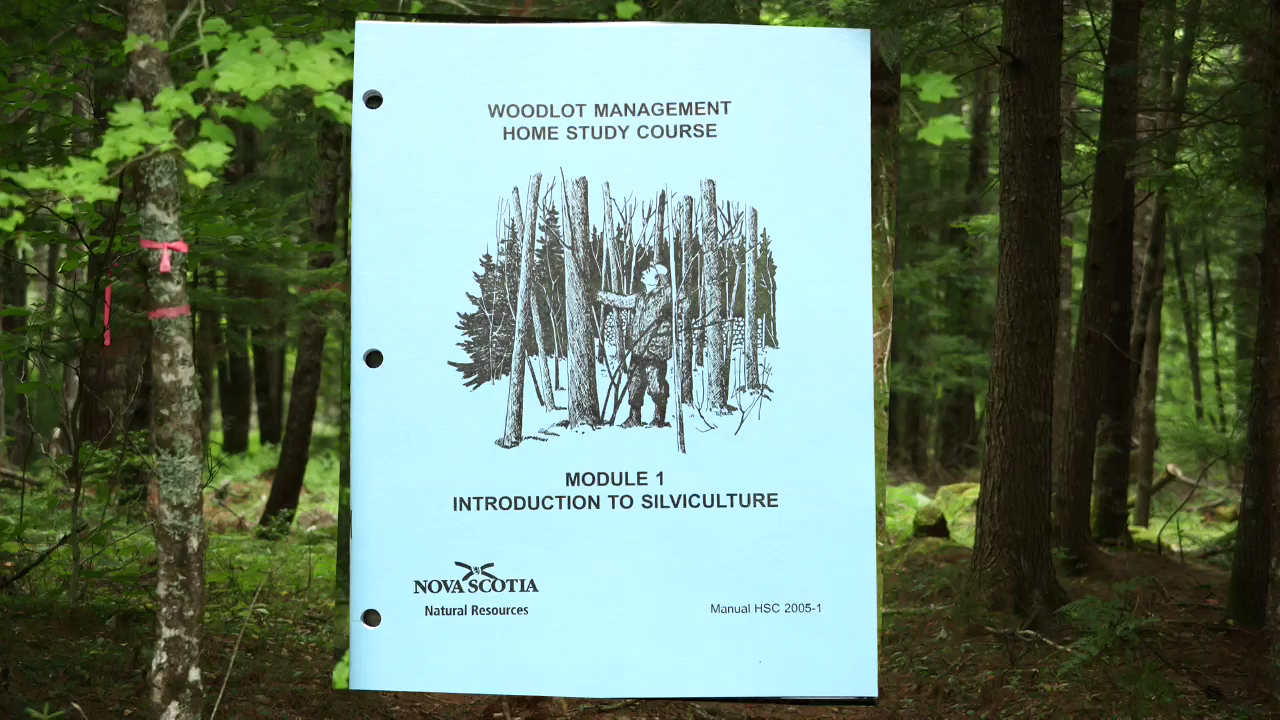 WOODLOT MANAGEMENT
HOME STUDY COURSE
MODULE 1
INTRODUCTION TO SILVICULTURE
NOVA SCOTIA
Natural Resources
Manual HSC 2005-1